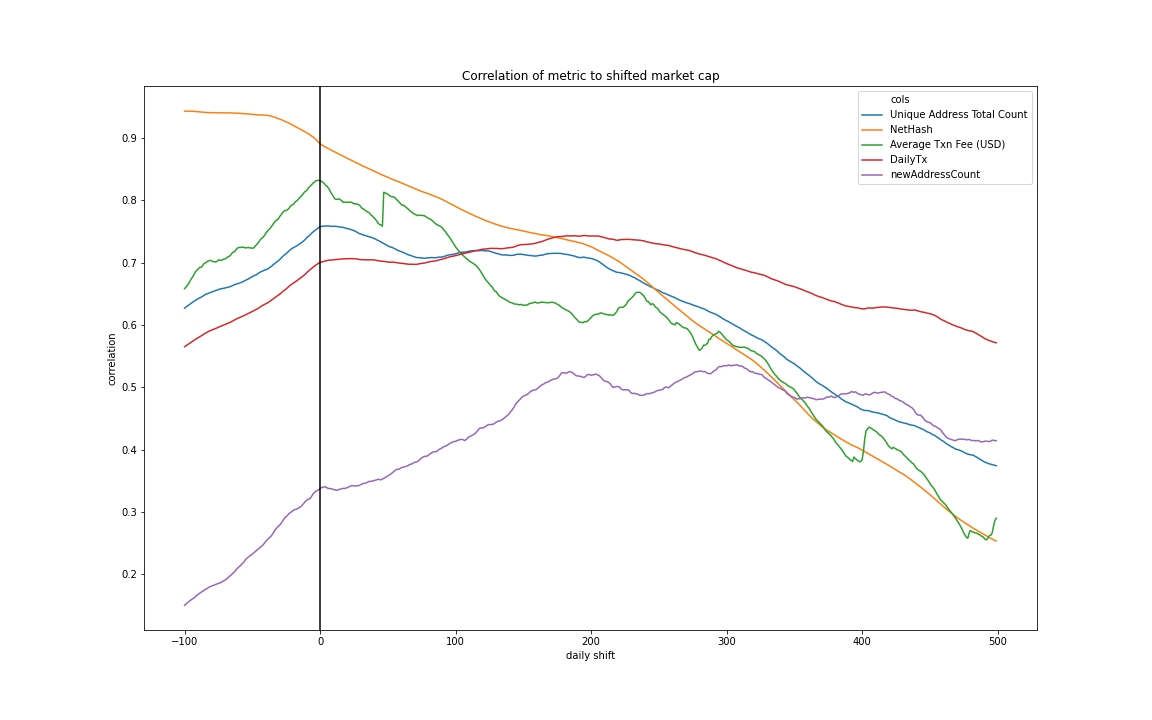 Correlation of metric to shifted market cap
cols
Unique Address Total Count
NetHash
Average Txn Fee (USD)
DailyTx
newAddressCount
0.9
0.8
0.7
0.6
0.5
0.4
0.3
0.2
correlation
−100 0 100 200 300 400 500
daily shift